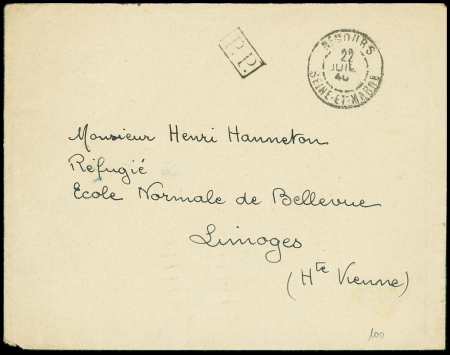 P.P.
NEMOURS
22
JUIL
40
SEINE-ET-MARNE
Monsieur Henri Hanneton
Réfugié
Ecole Normale de Bellevue
Limoges
(Hte Vienne)
100